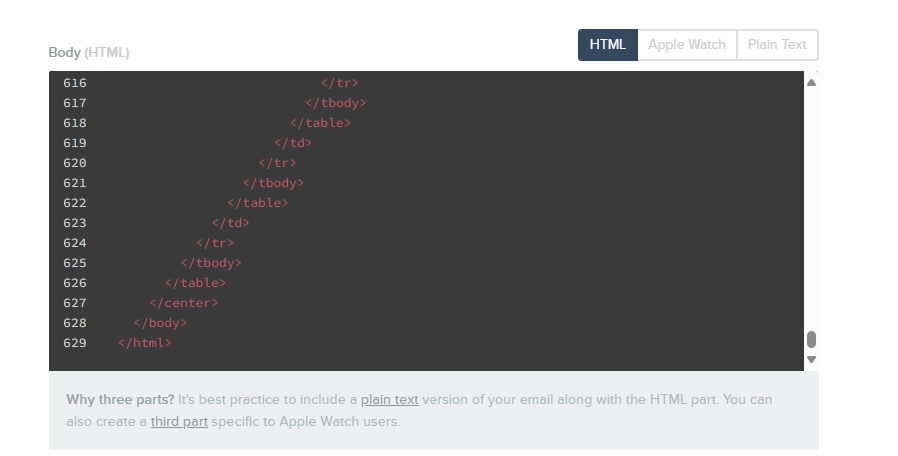 Body (HTML)
HTML Apple Watch Plain Text
616 </tr>
617 </tbody>
618 </table>
619 </td>
620 </tr>
621 </tbody>
622 </table>
623 </td>
624 </tr>
625 </tbody>
626 </table>
627 </center>
628 </body>
629 </html>
Why three parts? It's best practice to include a plain text version of your email along with the HTML part. You can
also create a third part specific to Apple Watch users.